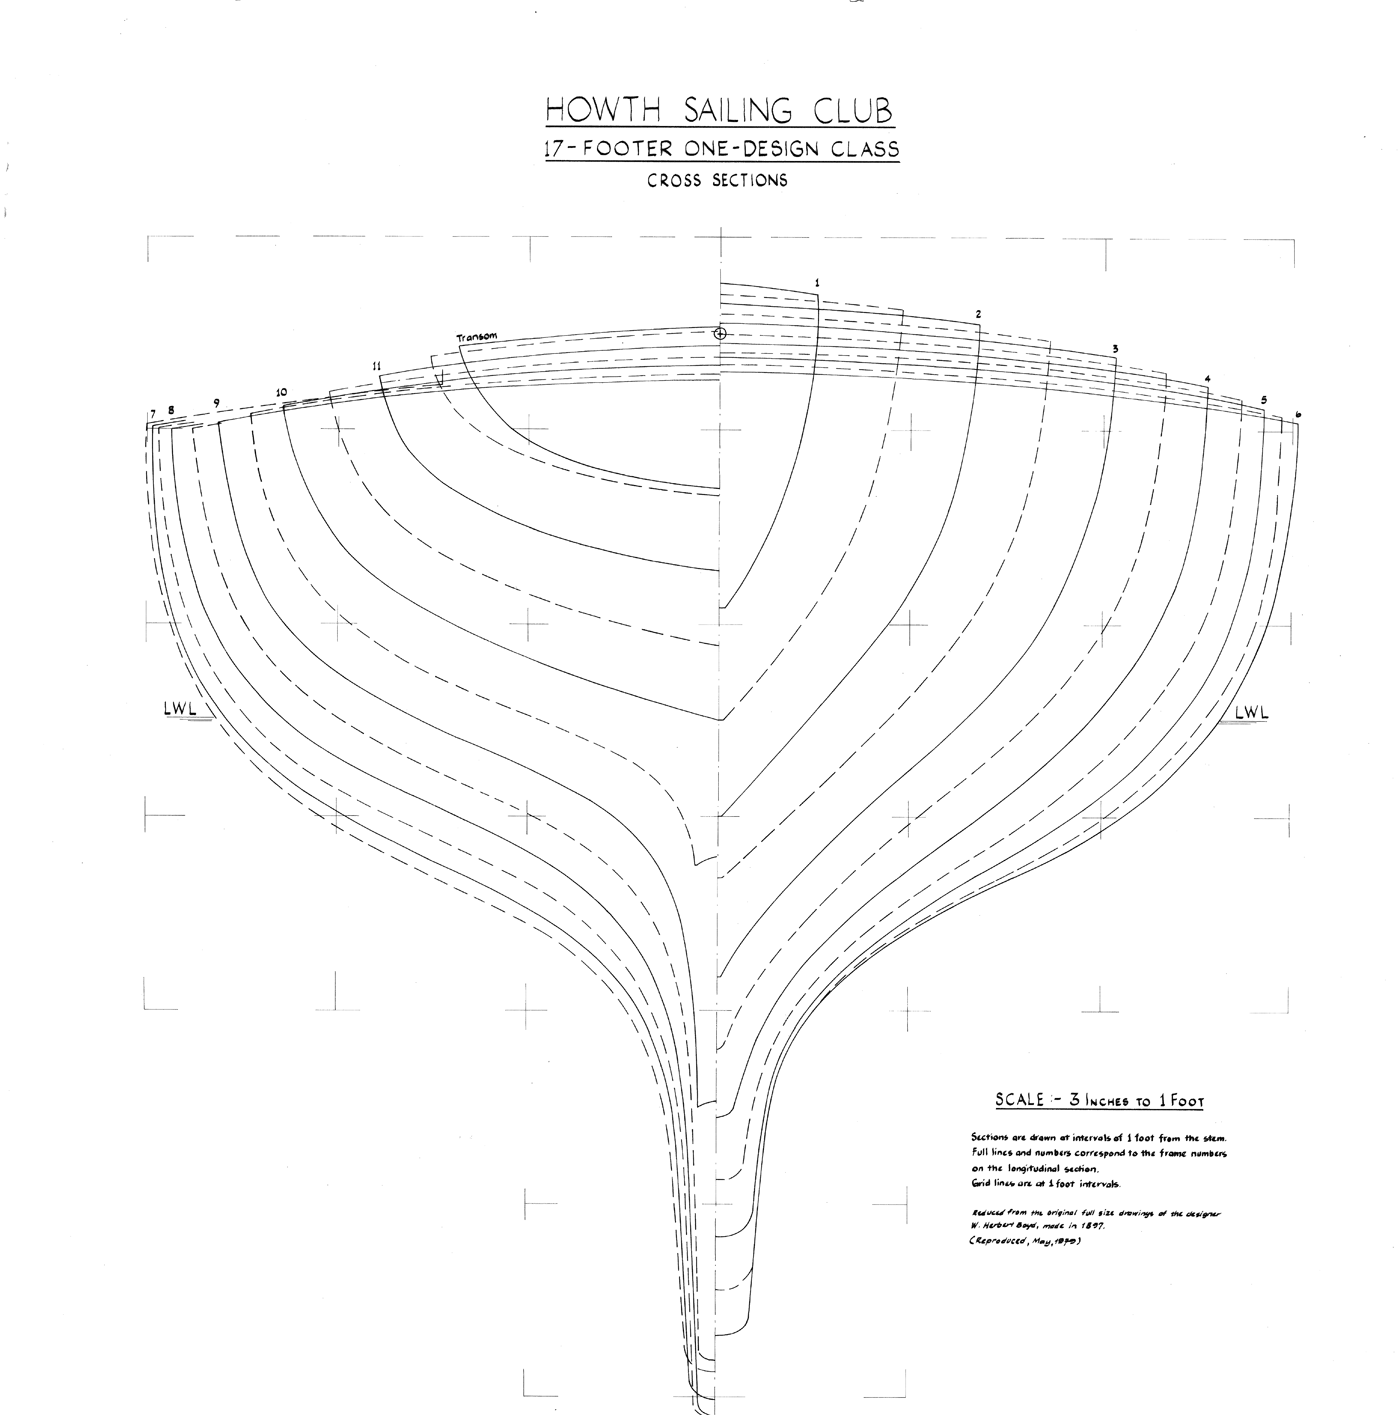 HOWTH SAILING CLUB
17-FOOTER ONE-DESIGN CLASS
CROSS SECTIONS
1
2
Transom
3
11
4
10
5
9
7 8
6
LWL
LWL
SCALE :- 3 INCHES TO 1 FOOT
Sections are drawn at intervals of 1 foot from the stem.
Full lines and numbers correspond to the frame numbers
on the longitudinal section.
Grid lines are at 1 foot intervals.
Reduced from the original full size drawings of the designer
W. Herbert Boyd, made in 1897.
(Reproduced, May,